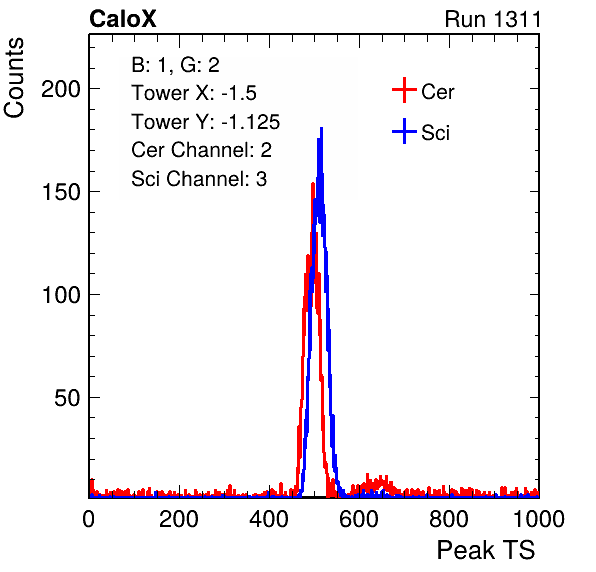 CaloX Run 1311
Counts
B: 1, G: 2
Tower X: -1.5
Tower Y: -1.125
Cer Channel: 2
Sci Channel: 3
Cer
Sci
200
150
100
50
0 200 400 600 800 1000
Peak TS